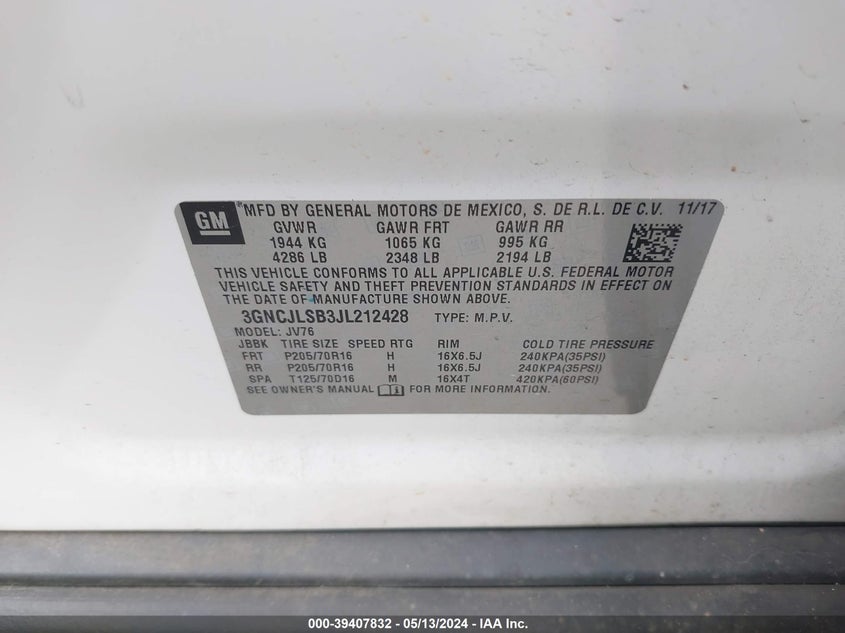 GM ® MFD BY GENERAL MOTORS DE MEXICO, S. DE R.L. DE C.V. 11/17
GVWR GAWR FRT GAWR RR
1944 KG 1065 KG 995 KG
4286 LB 2348 LB 2194 LB
THIS VEHICLE CONFORMS TO ALL APPLICABLE U.S. FEDERAL MOTOR
VEHICLE SAFETY AND THEFT PREVENTION STANDARDS IN EFFECT ON
THE DATE OF MANUFACTURE SHOWN ABOVE.
3GNCJLSB3JL212428 TYPE: M.P.V.
MODEL: JV76
JBBK TIRE SIZE SPEED RTG RIM COLD TIRE PRESSURE
FRT P205/70R16 H 16X6.5J 240KPA(35PSI)
RR P205/70R16 H 16X6.5J 240KPA(35PSI)
SPA T125/70D16 M 16X4T 420KPA(60PSI)
SEE OWNER'S MANUAL FOR MORE INFORMATION
000-39407832 - 05/13/2024 - IAA Inc.